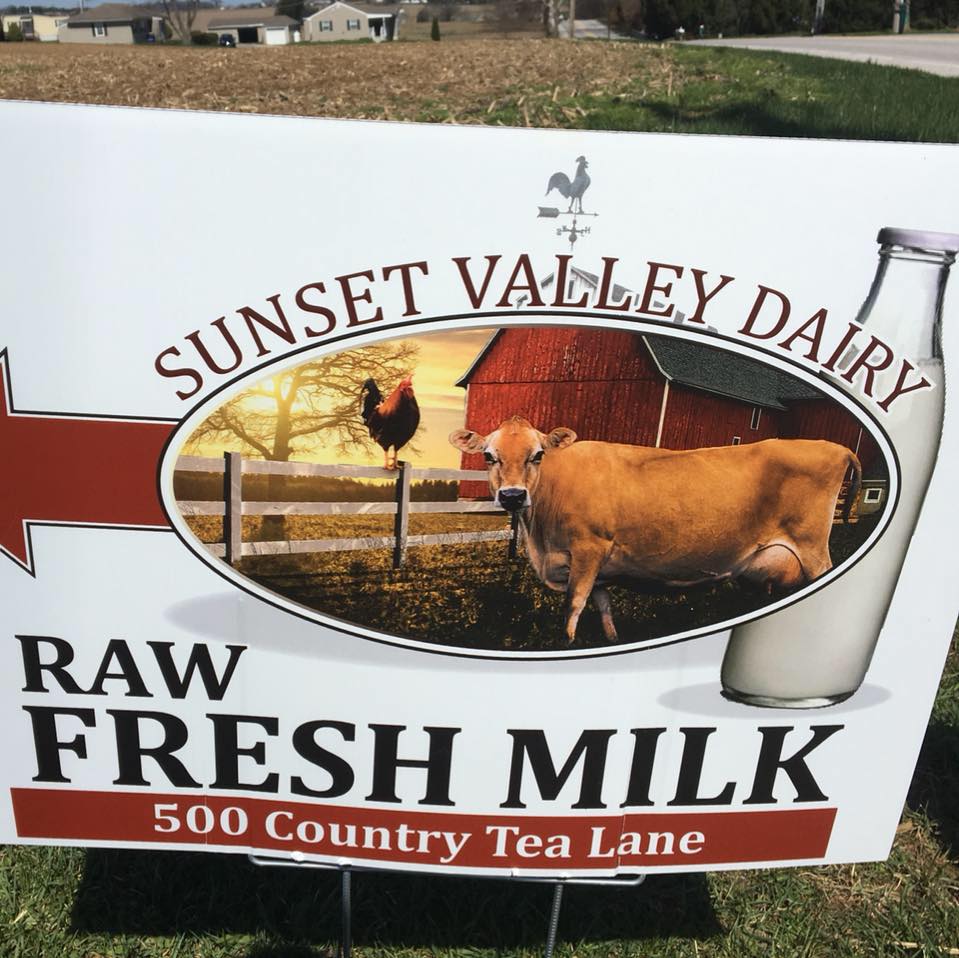 SUNSET VALLEY DAIRY
RAW
FRESH MILK
500 Country Tea Lane